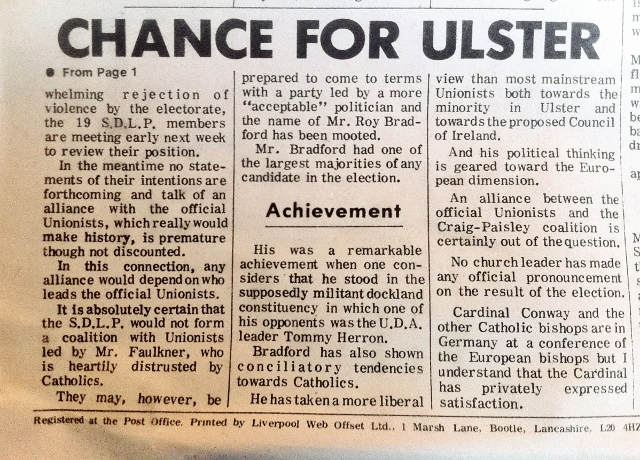 CHANCE FOR ULSTER
● From Page 1
whelming rejection of
violence by the electorate,
the 19 S.D.L.P. members
are meeting early next week
to review their position.
In the meantime no state-
ments of their intentions are
forthcoming and talk of an
alliance with the official
Unionists, which really would
make history, is premature
though not discounted.
In this connection, any
alliance would depend on who
leads the official Unionists.
It is absolutely certain that
the S.D.L.P. would not form
a coalition with Unionists
led by Mr. Faulkner, who
is heartily distrusted by
Catholics.
They may, however, be
prepared to come to terms
with a party led by a more
“acceptable” politician and
the name of Mr. Roy Brad-
ford has been mooted.
Mr. Bradford had one of
the largest majorities of any
candidate in the election.
Achievement
His was a remarkable
achievement when one con-
siders that he stood in the
supposedly militant dockland
constituency in which one of
his opponents was the U.D.A.
leader Tommy Herron.
Bradford has also shown
conciliatory tendencies
towards Catholics.
He has taken a more liberal
view than most mainstream
Unionists both towards the
minority in Ulster and
towards the proposed Council
of Ireland.
And his political thinking
is geared toward the Euro-
pean dimension.
An alliance between the
official Unionists and the
Craig-Paisley coalition is
certainly out of the question.
No church leader has made
any official pronouncement
on the result of the election.
Cardinal Conway and the
other Catholic bishops are in
Germany at a conference of
the European bishops but I
understand that the Cardinal
has privately expressed
satisfaction.
Registered at the Post Office. Printed by Liverpool Web Offset Ltd., 1 Marsh Lane, Bootle, Lancashire, L20 4HZ